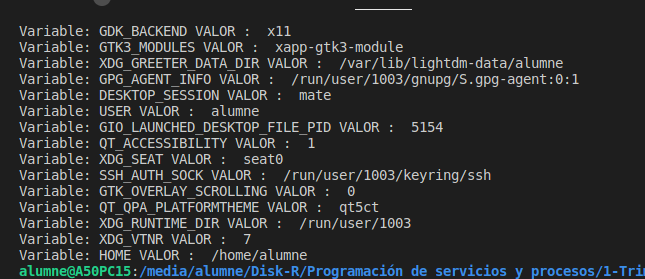 Variable: GDK_BACKEND VALOR :  x11
Variable: GTK3_MODULES VALOR :  xapp-gtk3-module
Variable: XDG_GREETER_DATA_DIR VALOR :  /var/lib/lightdm-data/alumne
Variable: GPG_AGENT_INFO VALOR :  /run/user/1003/gnupg/S.gpg-agent:0:1
Variable: DESKTOP_SESSION VALOR :  mate
Variable: USER VALOR :  alumne
Variable: GIO_LAUNCHED_DESKTOP_FILE_PID VALOR :  5154
Variable: QT_ACCESSIBILITY VALOR :  1
Variable: XDG_SEAT VALOR :  seat0
Variable: SSH_AUTH_SOCK VALOR :  /run/user/1003/keyring/ssh
Variable: GTK_OVERLAY_SCROLLING VALOR :  0
Variable: QT_QPA_PLATFORMTHEME VALOR :  qt5ct
Variable: XDG_RUNTIME_DIR VALOR :  /run/user/1003
Variable: XDG_VTNR VALOR :  7
Variable: HOME VALOR :  /home/alumne
alumne@A50PC15:/media/alumne/Disk-R/Programación de servicios y procesos/1-Tri